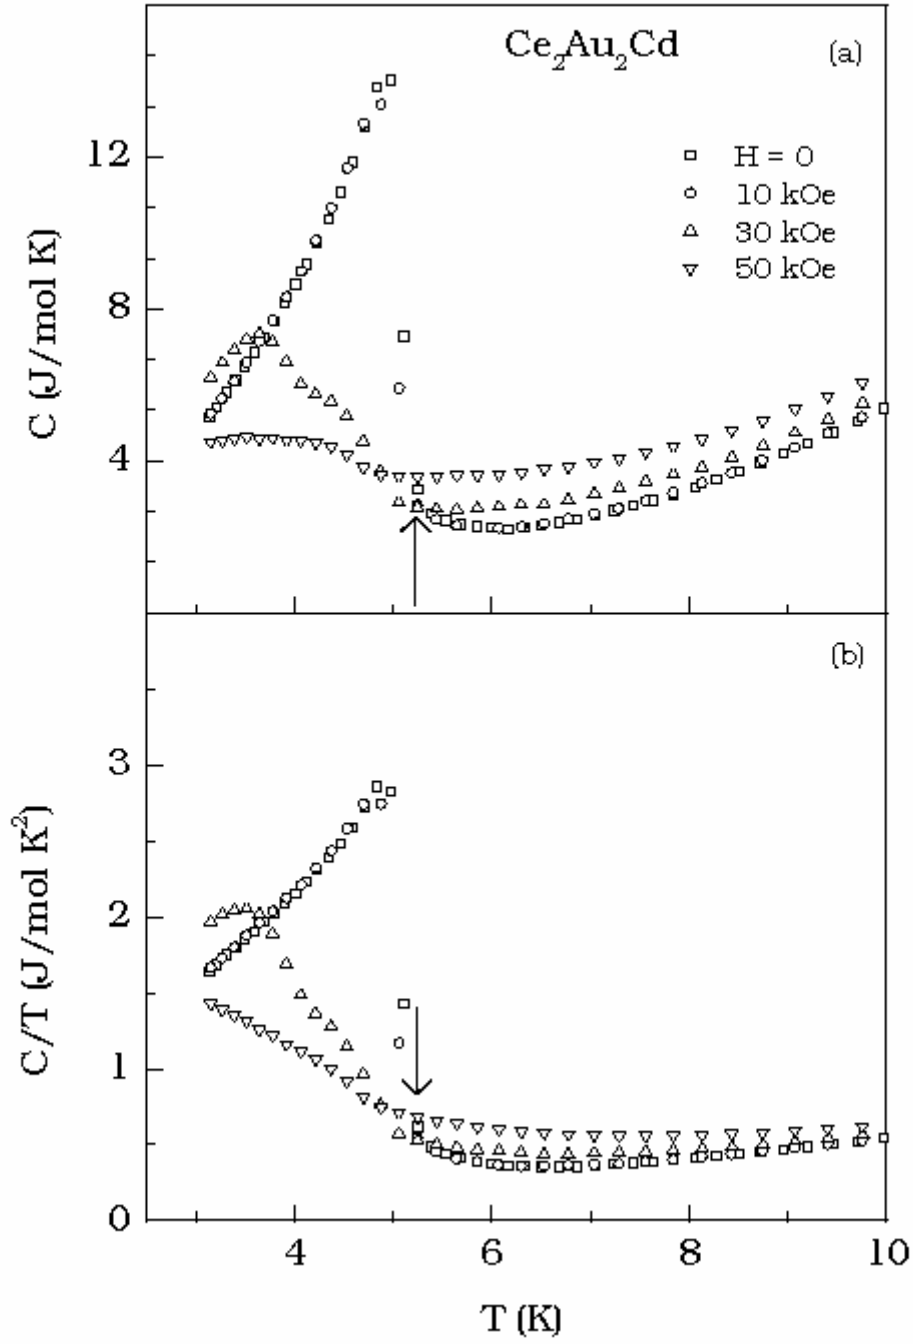 Ce2Au2Cd
(a)
H = 0
10 kOe
30 kOe
50 kOe
12
8
4
C (J/mol K)
(b)
3
2
1
0
C/T (J/mol K²)
4 6 8 10
T (K)